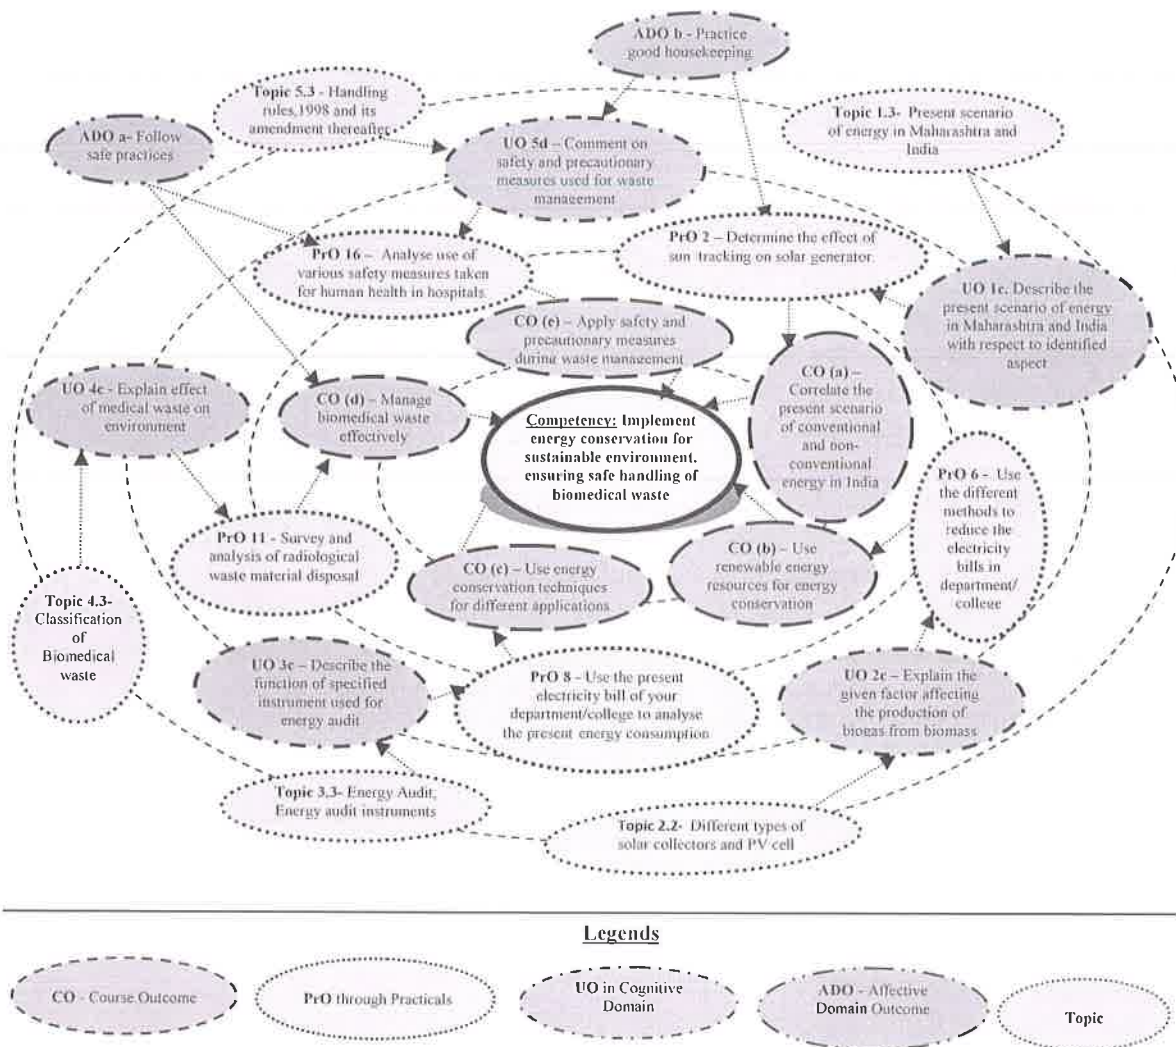 ADO b - Practice
good housekeeping
Topic 5.3 - Handling
rules,1998 and its
amendment thereafter
Topic 1.3- Present scenario
of energy in Maharashtra and
India
ADO a- Follow
safe practices
UO 5d – Comment on
safety and precautionary
measures used for waste
management
PrO 16 – Analyse use of
various safety measures taken
for human health in hospitals.
PrO 2 – Determine the effect of
sun tracking on solar generator.
UO 1c. Describe the
present scenario of energy
in Maharashtra and India
with respect to identified
aspect
CO (e) – Apply safety and
precautionary measures
during waste management
CO (a) –
Correlate the
present scenario
of conventional
and non-
conventional
energy in India
UO 4c - Explain effect
of medical waste on
environment
CO (d) – Manage
biomedical waste
effectively
Competency: Implement
energy conservation for
sustainable environment,
ensuring safe handling of
biomedical waste
PrO 6 - Use
the different
methods to
reduce the
electricity
bills in
department/
college
PrO 11 - Survey and
analysis of radiological
waste material disposal
CO (c) – Use energy
conservation techniques
for different applications
CO (b) – Use
renewable energy
resources for energy
conservation
Topic 4.3-
Classification
of
Biomedical
waste
UO 3c – Describe the
function of specified
instrument used for
energy audit
PrO 8 - Use the present
electricity bill of your
department/college to analyse
the present energy consumption
UO 2c – Explain the
given factor affecting
the production of
biogas from biomass
Topic 3.3- Energy Audit,
Energy audit instruments
Topic 2.2- Different types of
solar collectors and PV cell
Legends
CO - Course Outcome
PrO through Practicals
UO in Cognitive
Domain
ADO - Affective
Domain Outcome
Topic